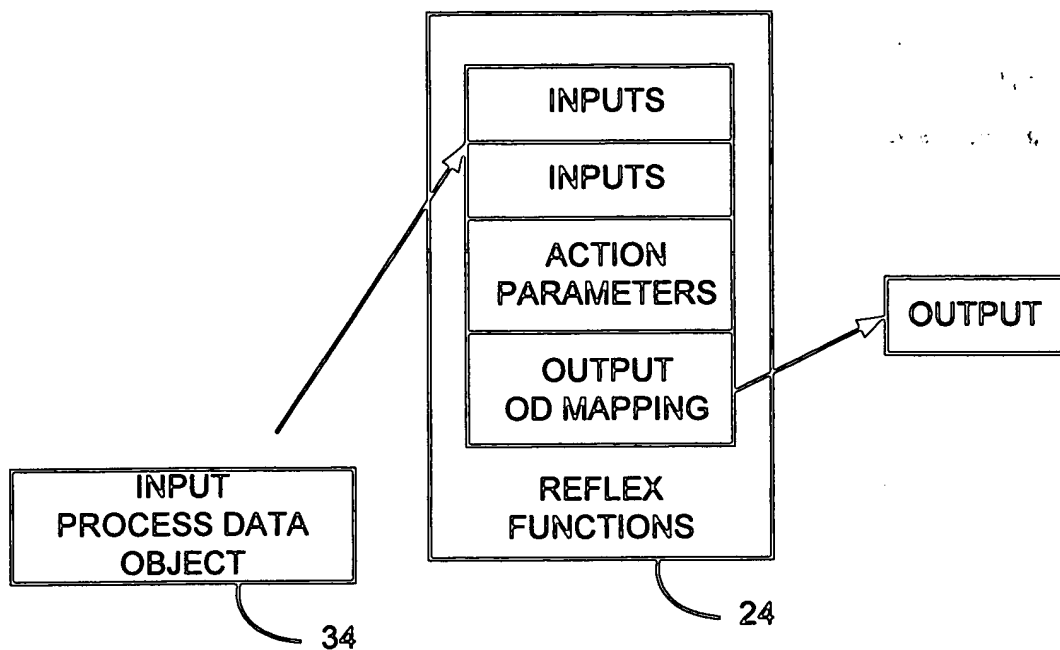 INPUTS
INPUTS
ACTION
PARAMETERS
OUTPUT
OD MAPPING
REFLEX
FUNCTIONS
24
OUTPUT
INPUT
PROCESS DATA
OBJECT
34